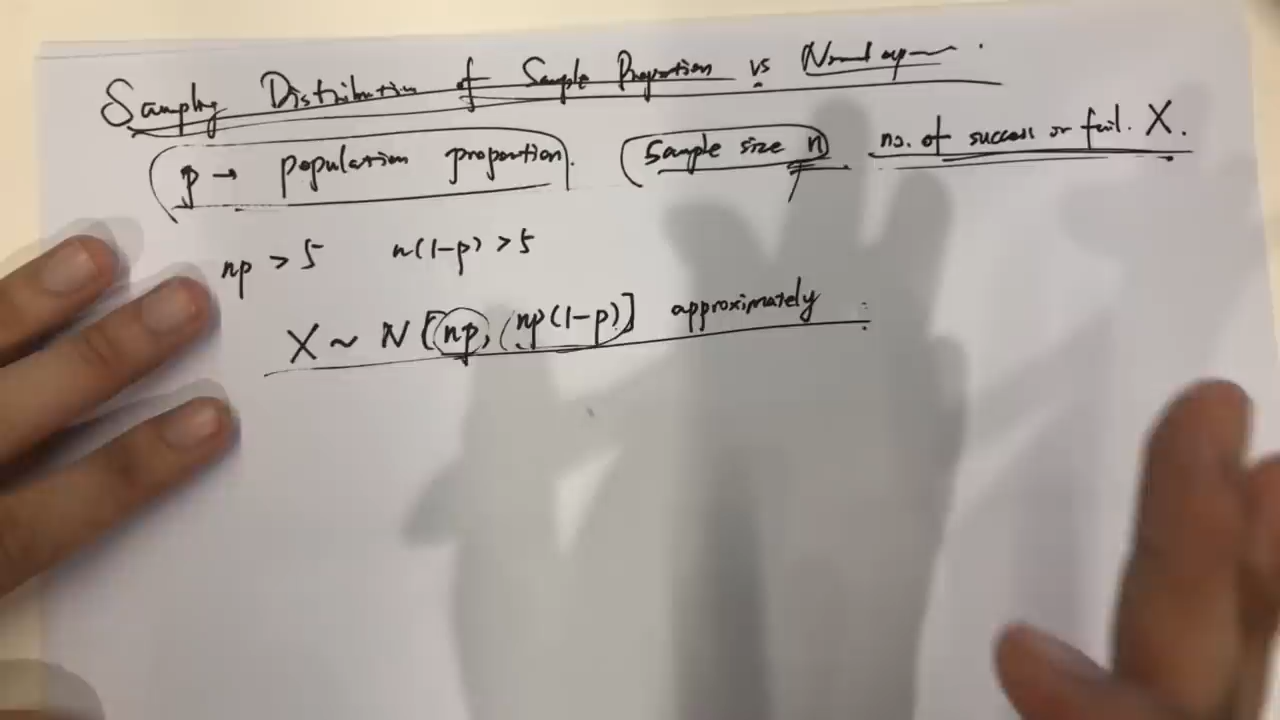 Sampling Distribution of Sample Proportion vs Normal
p → population proportion. Sample size n no. of success or fail. X.
np > 5 n(1-p) > 5
X ~ N [np, np(1-p)] approximately